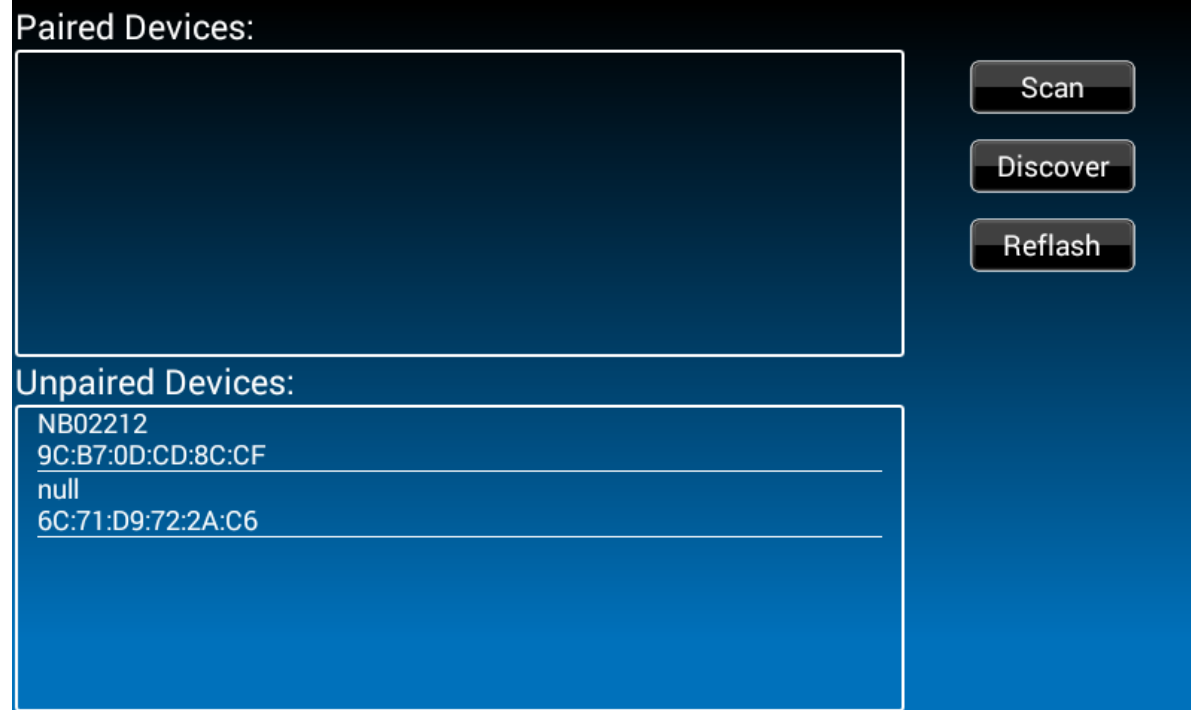 Paired Devices:
Scan
Discover
Reflash
Unpaired Devices:
NB02212
9C:B7:0D:CD:8C:CF
null
6C:71:D9:72:2A:C6